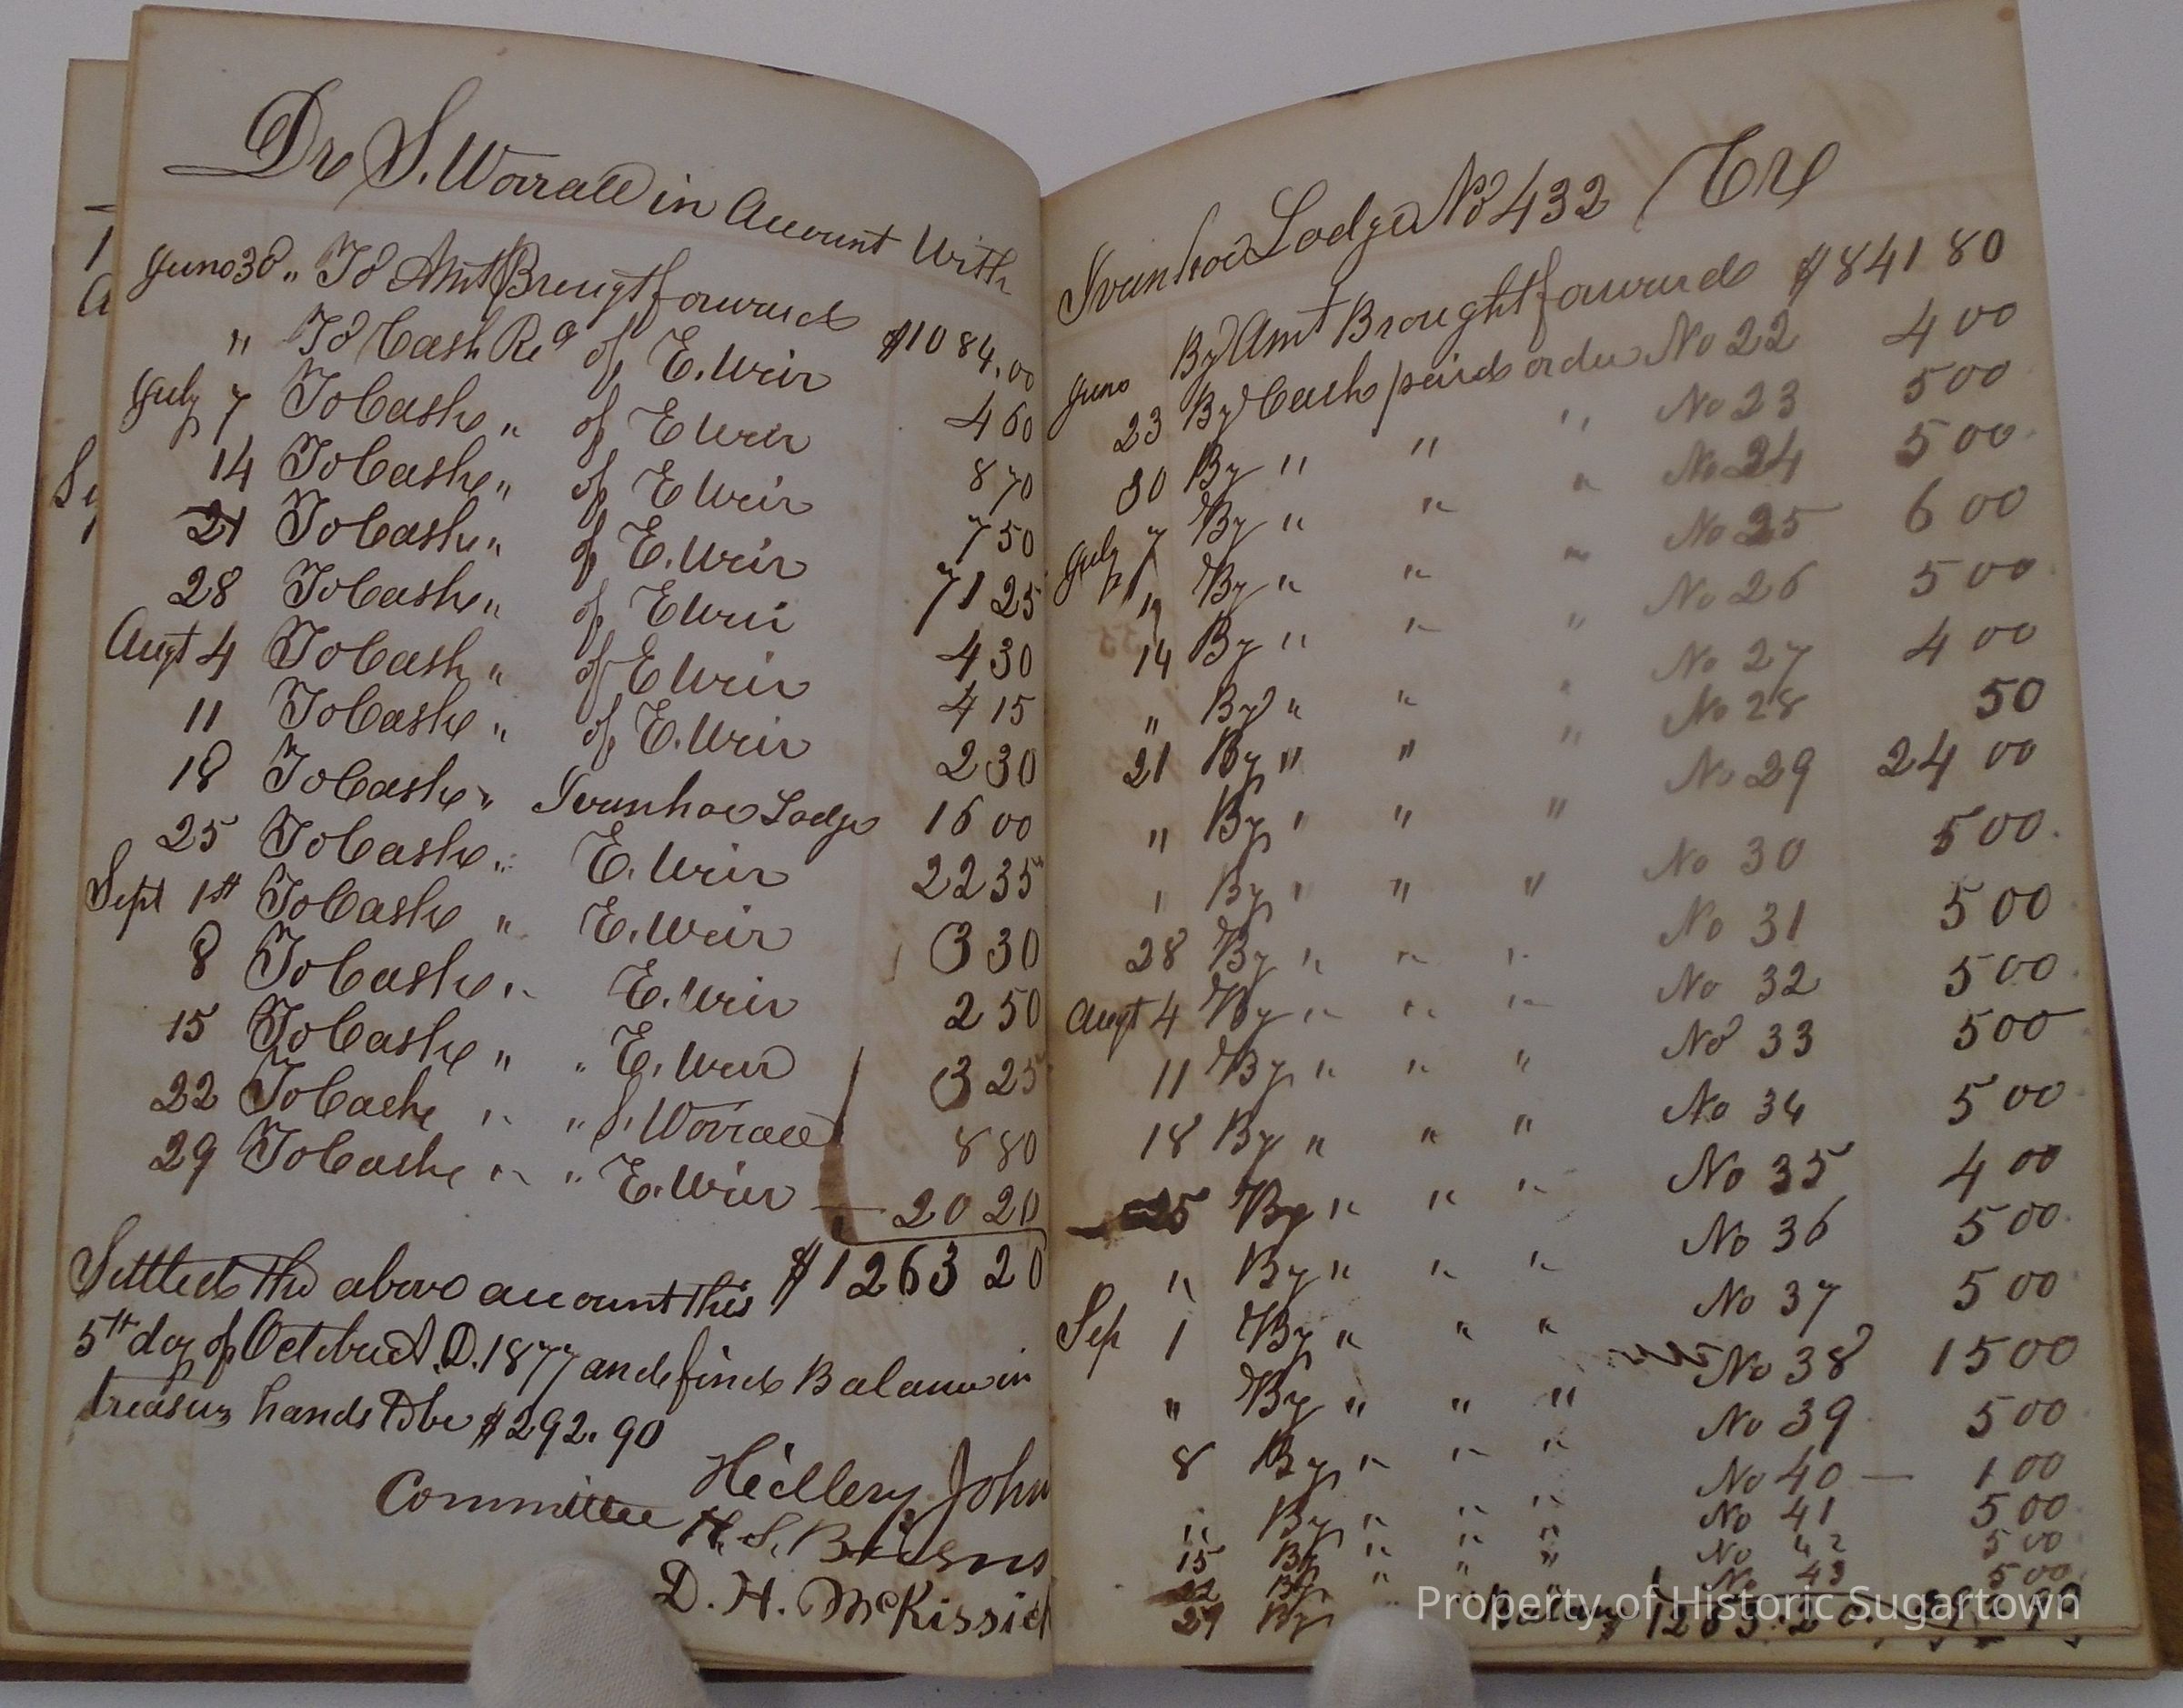 Dr S. Worrall in Account With
June 30 " To Amt Brougt forward $1084.00
" To Cash Recd of E. Weir 4 60
July 7 To Cash " of E Weir 8 70
14 To Cash " of E Weir 7 50
21 To Cash " of E. Weir 71 25
28 To Cash " of E Weir 4 30
Augt 4 To Cash " of E Weir 4 15
11 To Cash " of E. Weir 2 30
18 To Cash " Ivanhoe Lodge 16 00
25 To Cash " E. Weir 22 35
Sept 1st To Cash " E. Weir 3 30
8 To Cash " E. Weir 2 50
15 To Cash " " E. Weir 3 25
22 To Cash " " S. Worrall 8 80
29 To Cash " " E. Weir 20 20
$1263 20
Settled the above account this
5th day of October A.D. 1877 and find Balance in
treasury hands to be $292.90
Committee Hillery John
H. S.
D. H. McKissick
Ivanhoe Lodge No 432 Cr
June By Amt Brought forward $841 80
23 By Cash paid order No 22 4 00
30 By " " " No 23 5 00
July 7 By " " " No 24 5 00
" By " " " No 25 6 00
14 By " " " No 26 5 00
" By " " " No 27 4 00
21 By " " " No 28 50
" By " " " No 29 24 00
" By " " " No 30 5 00
28 By " " " No 31 5 00
Augt 4 By " " " No 32 5 00
11 By " " " No 33 5 00
18 By " " " No 34 5 00
25 By " " " No 35 4 00
" By " " " No 36 5 00
Sep 1 By " " " No 37 5 00
" By " " " No 38 15 00
8 By " " " No 39 5 00
" By " " " No 40 1 00
15 By " " " No 41 5 00
22 By " " " No 42 5 00
29 By " No 43 5 00
Balance 1263.20
Property of Historic Sugartown